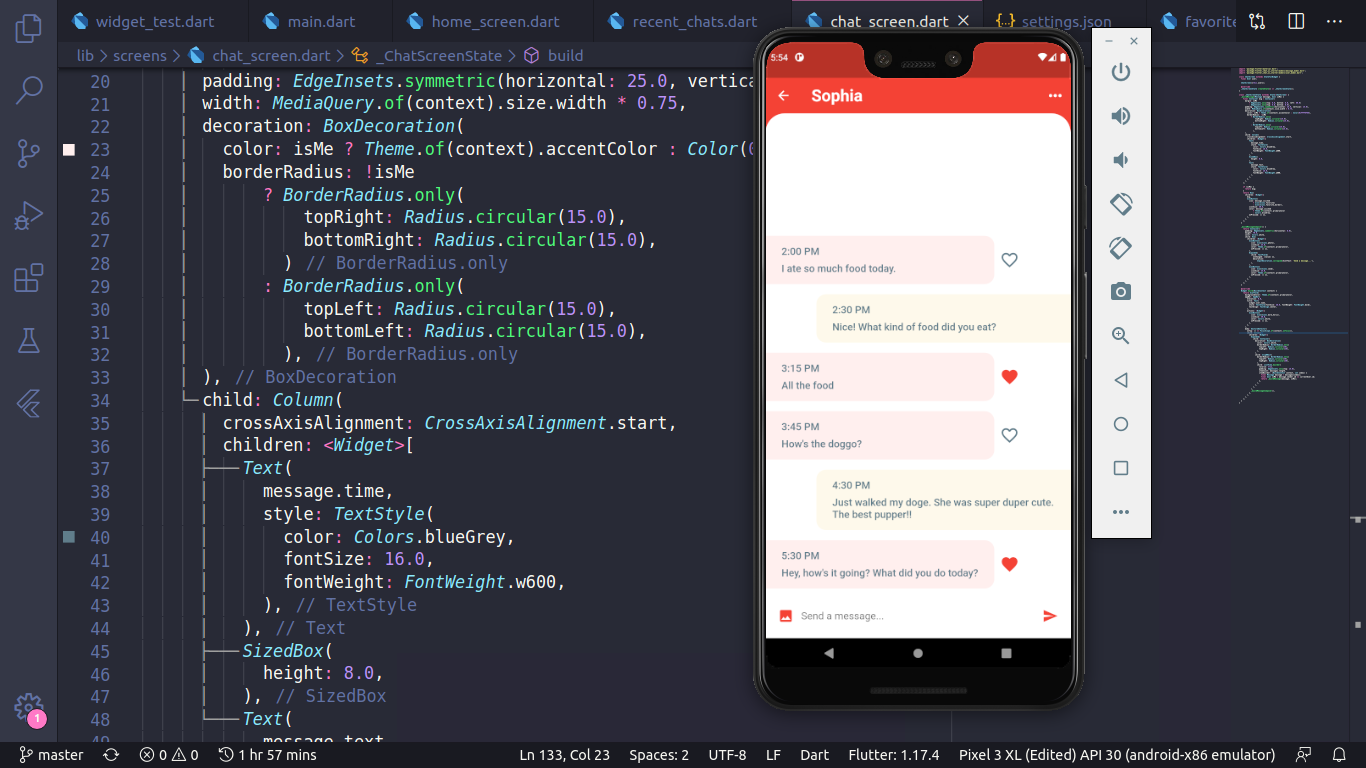 widget_test.dart main.dart home_screen.dart recent_chats.dart chat_screen.dart settings.json favorite
lib screens chat_screen.dart _ChatScreenState build
20 padding: EdgeInsets.symmetric(horizontal: 25.0, vertica
21 width: MediaQuery.of(context).size.width * 0.75,
22 decoration: BoxDecoration(
23 color: isMe ? Theme.of(context).accentColor : Color(0
24 borderRadius: !isMe
25 ? BorderRadius.only(
26 topRight: Radius.circular(15.0),
27 bottomRight: Radius.circular(15.0),
28 ) // BorderRadius.only
29 : BorderRadius.only(
30 topLeft: Radius.circular(15.0),
31 bottomLeft: Radius.circular(15.0),
32 ), // BorderRadius.only
33 ), // BoxDecoration
34 child: Column(
35 crossAxisAlignment: CrossAxisAlignment.start,
36 children: <Widget>[
37 Text(
38 message.time,
39 style: TextStyle(
40 color: Colors.blueGrey,
41 fontSize: 16.0,
42 fontWeight: FontWeight.w600,
43 ), // TextStyle
44 ), // Text
45 SizedBox(
46 height: 8.0,
47 ), // SizedBox
48 Text(
message.text
5:54
Sophia
2:00 PM
I ate so much food today.
2:30 PM
Nice! What kind of food did you eat?
3:15 PM
All the food
3:45 PM
How's the doggo?
4:30 PM
Just walked my doge. She was super duper cute.
The best pupper!!
5:30 PM
Hey, how's it going? What did you do today?
Send a message...
1
master 0 0 1 hr 57 mins Ln 133, Col 23 Spaces: 2 UTF-8 LF Dart Flutter: 1.17.4 Pixel 3 XL (Edited) API 30 (android-x86 emulator)